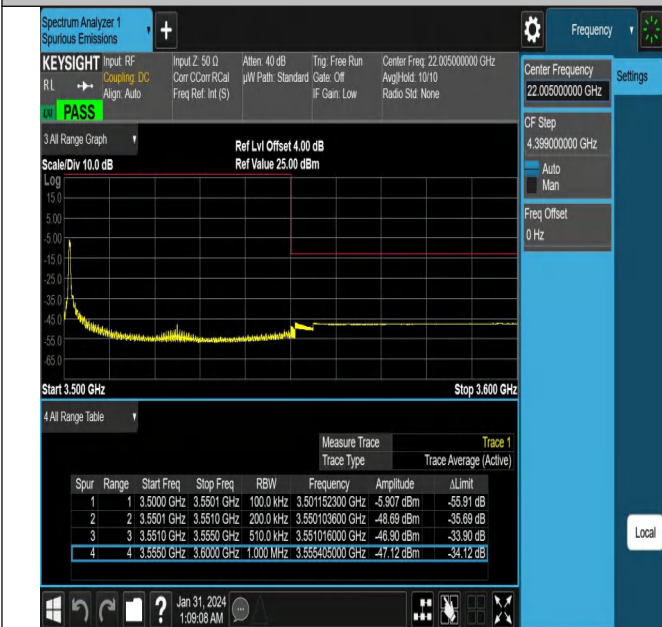 Spectrum Analyzer 1
Spurious Emissions
Frequency
KEYSIGHT
RL
PASS
Input: RF
Coupling: DC
Align: Auto
Input Z: 50 Ω
Corr CCorr RCal
Freq Ref: Int (S)
Atten: 40 dB
µW Path: Standard
Trig: Free Run
Gate: Off
IF Gain: Low
Center Freq: 22.005000000 GHz
Avg|Hold: 10/10
Radio Std: None
Center Frequency
22.005000000 GHz
Settings
CF Step
4.399000000 GHz
Auto
Man
Freq Offset
0 Hz
3 All Range Graph
Ref Lvl Offset 4.00 dB
Scale/Div 10.0 dB
Ref Value 25.00 dBm
Log
15.0
5.00
-5.00
-15.0
-25.0
-35.0
-45.0
-55.0
-65.0
Start 3.500 GHz
Stop 3.600 GHz
4 All Range Table
Measure Trace Trace 1
Trace Type Trace Average (Active)
Spur Range Start Freq Stop Freq RBW Frequency Amplitude ΔLimit
1 1 3.5000 GHz 3.5501 GHz 100.0 kHz 3.501152300 GHz -5.907 dBm -55.91 dB
2 2 3.5501 GHz 3.5510 GHz 200.0 kHz 3.550103600 GHz -48.69 dBm -35.69 dB
3 3 3.5510 GHz 3.5550 GHz 510.0 kHz 3.551016000 GHz -46.90 dBm -33.90 dB
4 4 3.5550 GHz 3.6000 GHz 1.000 MHz 3.555405000 GHz -47.12 dBm -34.12 dB
Local
?
Jan 31, 2024
1:09:08 AM